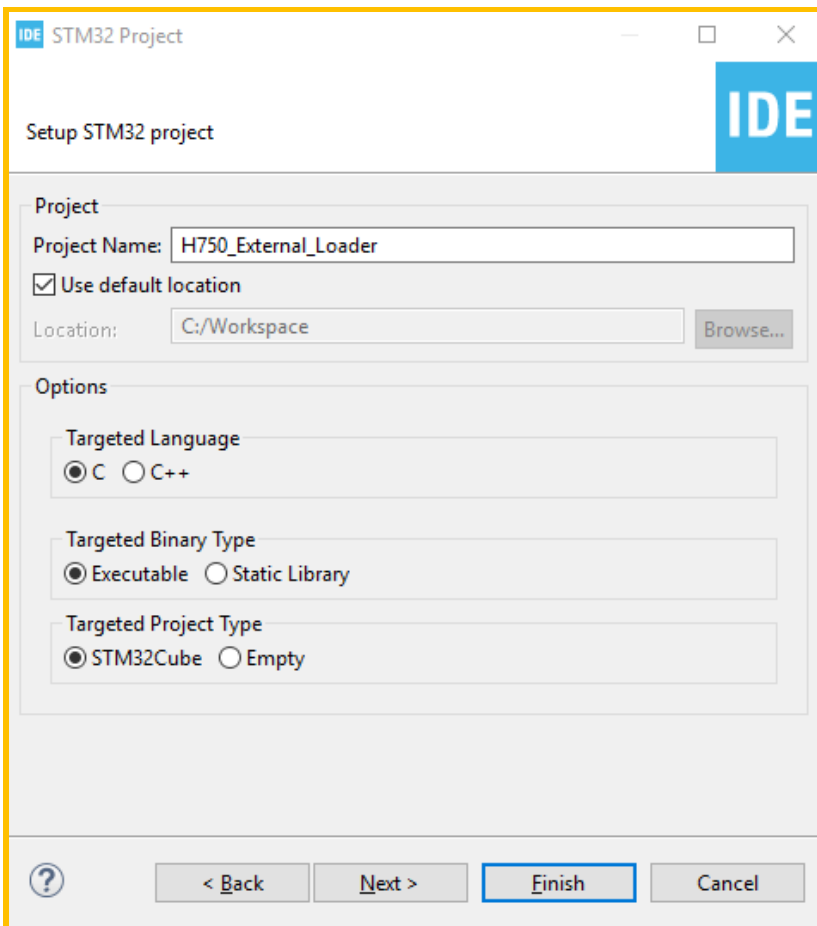 IDE STM32 Project
IDE
Setup STM32 project
Project
Project Name: H750_External_Loader
Use default location
Location: C:/Workspace Browse...
Options
Targeted Language
C C++
Targeted Binary Type
Executable Static Library
Targeted Project Type
STM32Cube Empty
? < Back Next > Finish Cancel